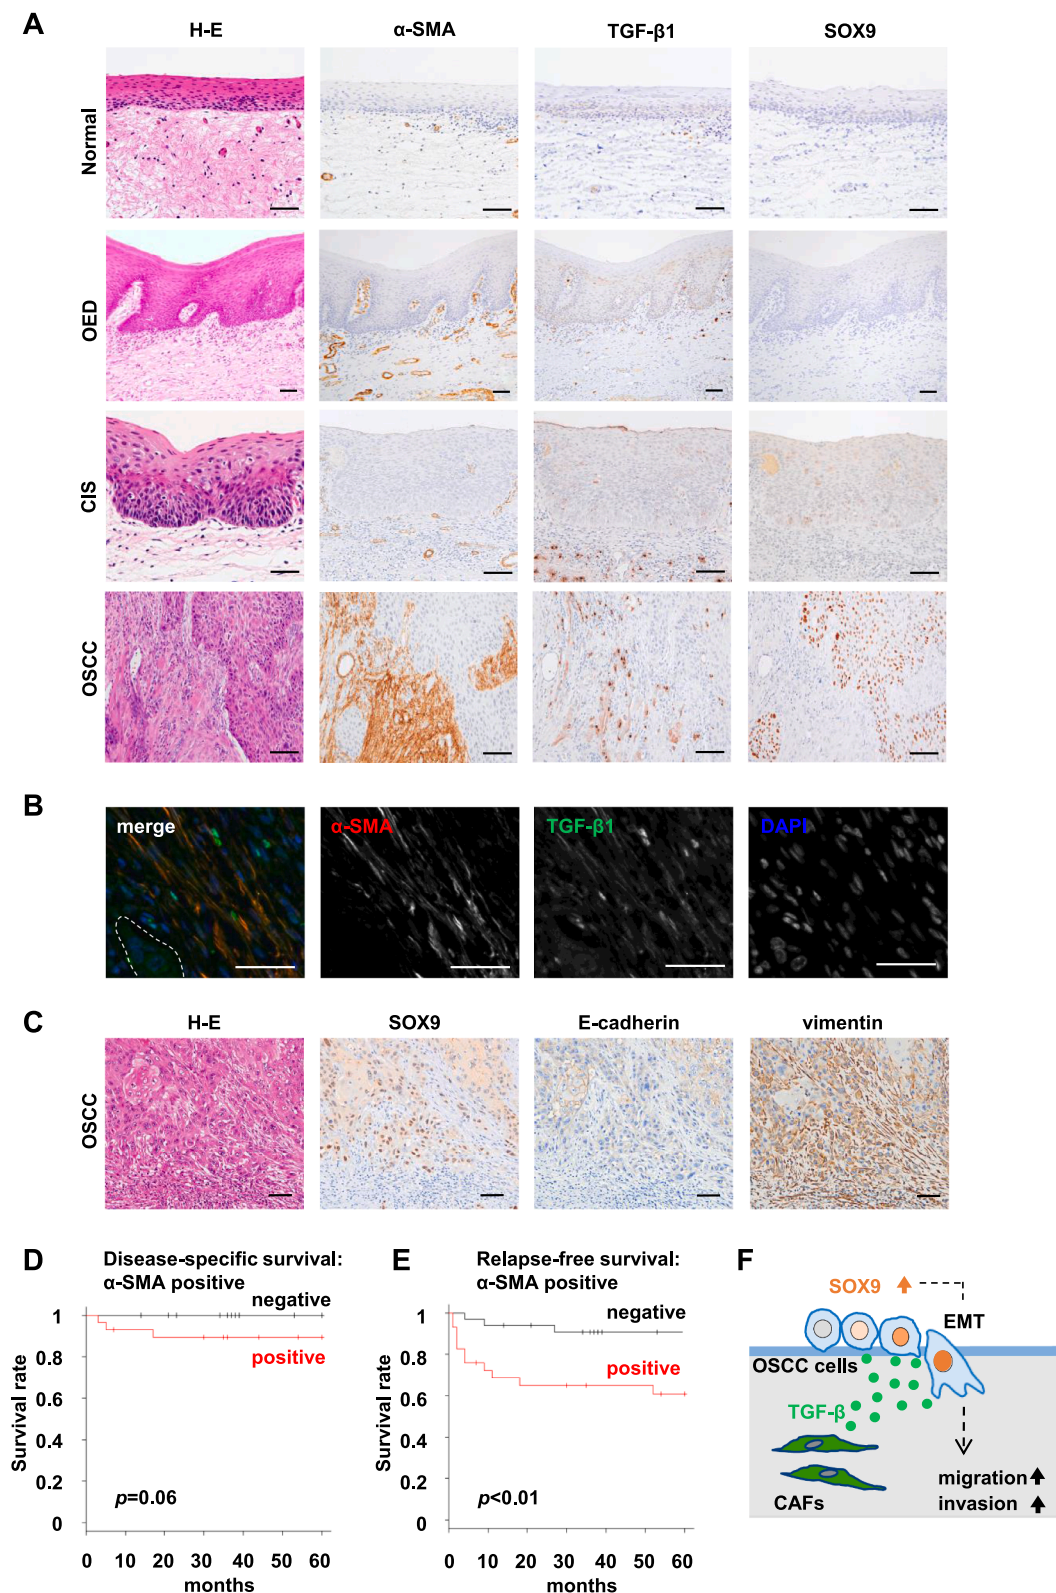 A
H-E
α-SMA
TGF-β1
SOX9
Normal
OED
CIS
OSCC
B
merge
α-SMA
TGF-β1
DAPI
C
H-E
SOX9
E-cadherin
vimentin
OSCC
D
Disease-specific survival:
α-SMA positive
negative
positive
p=0.06
Survival rate
1
0.8
0.6
0.4
0.2
0
0 10 20 30 40 50 60
months
E
Relapse-free survival:
α-SMA positive
negative
positive
p<0.01
Survival rate
1
0.8
0.6
0.4
0.2
0
0 10 20 30 40 50 60
months
F
SOX9
EMT
OSCC cells
TGF-β
CAFs
migration
invasion